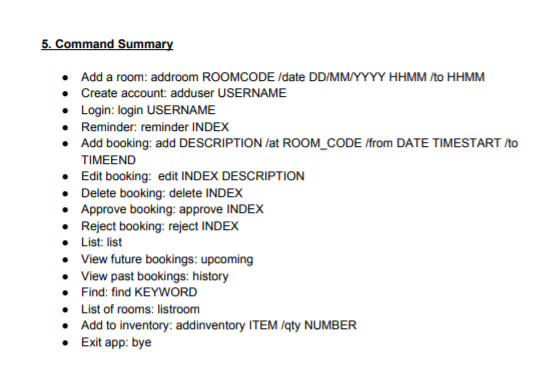 5. Command Summary
● Add a room: addroom ROOMCODE /date DD/MM/YYYY HHMM /to HHMM
● Create account: adduser USERNAME
● Login: login USERNAME
● Reminder: reminder INDEX
● Add booking: add DESCRIPTION /at ROOM_CODE /from DATE TIMESTART /to
TIMEEND
● Edit booking:  edit INDEX DESCRIPTION
● Delete booking: delete INDEX
● Approve booking: approve INDEX
● Reject booking: reject INDEX
● List: list
● View future bookings: upcoming
● View past bookings: history
● Find: find KEYWORD
● List of rooms: listroom
● Add to inventory: addinventory ITEM /qty NUMBER
● Exit app: bye